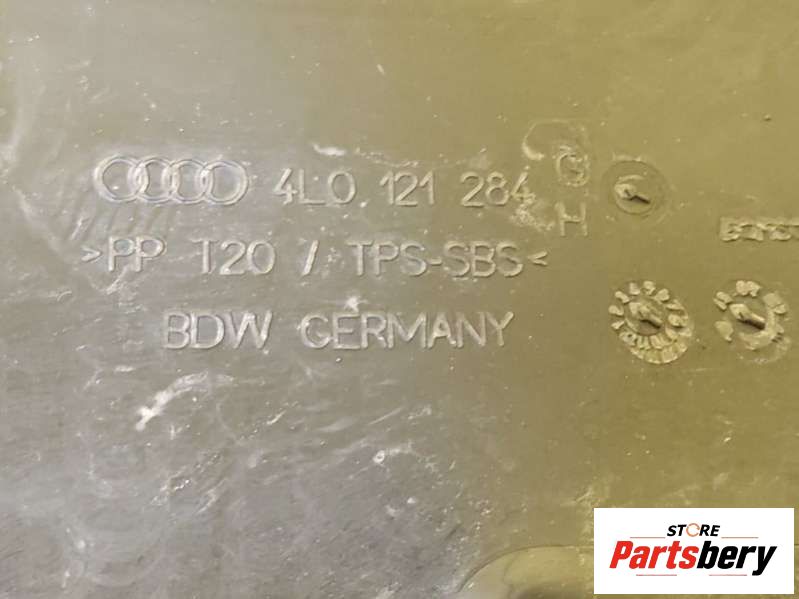 4L0 121 284 G
H
>PP T20 / TPS-SBS<
BDW GERMANY
STORE
Partsbery